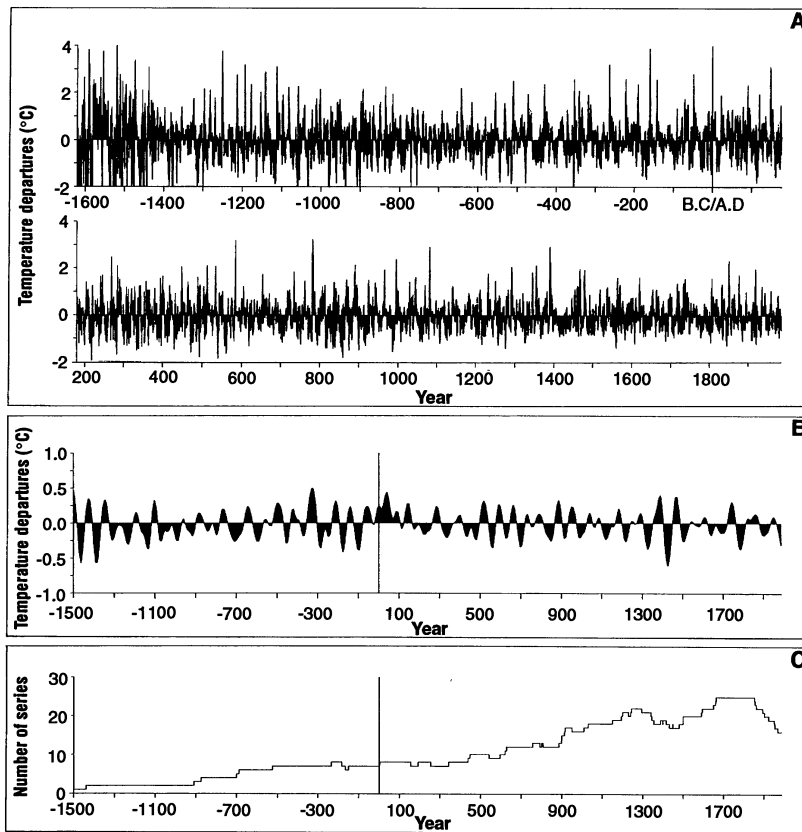 A
Temperature departures (°C)
4
2
0
-2
-1600 -1400 -1200 -1000 -800 -600 -400 -200 B.C/A.D
4
2
0
-2
200 400 600 800 1000 1200 1400 1600 1800
Year
B
Temperature departures (°C)
1.0
0.5
0.0
-0.5
-1.0
-1500 -1100 -700 -300 100 500 900 1300 1700
Year
C
Number of series
30
20
10
0
-1500 -1100 -700 -300 100 500 900 1300 1700
Year